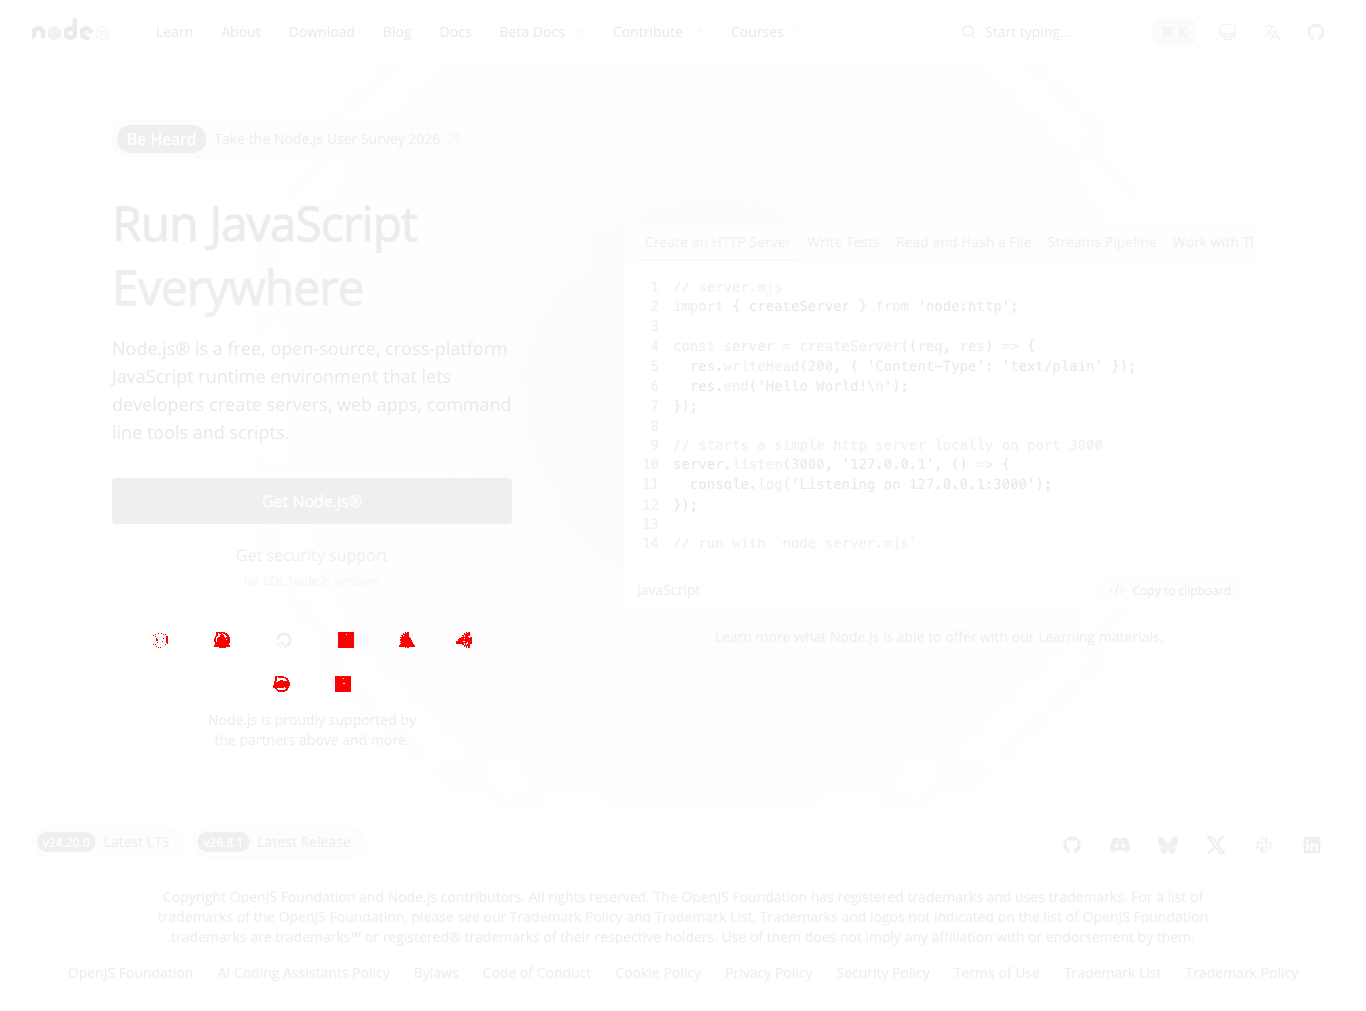 node JS
Learn About Download Blog Docs Beta Docs Contribute Courses
Start typing... ⌘ K
Be Heard Take the Node.js User Survey 2026
Run JavaScript
Everywhere
Node.js® is a free, open-source, cross-platform
JavaScript runtime environment that lets
developers create servers, web apps, command
line tools and scripts.
Get Node.js®
Get security support
for EOL Node.js versions
Node.js is proudly supported by
the partners above and more.
Create an HTTP Server Write Tests Read and Hash a File Streams Pipeline Work with Th
1 // server.mjs
2 import { createServer } from 'node:http';
3
4 const server = createServer((req, res) => {
5   res.writeHead(200, { 'Content-Type': 'text/plain' });
6   res.end('Hello World!\n');
7 });
8
9 // starts a simple http server locally on port 3000
10 server.listen(3000, '127.0.0.1', () => {
11   console.log('Listening on 127.0.0.1:3000');
12 });
13
14 // run with `node server.mjs`
JavaScript Copy to clipboard
Learn more what Node.js is able to offer with our Learning materials.
v24.20.0 Latest LTS v26.8.1 Latest Release
Copyright OpenJS Foundation and Node.js contributors. All rights reserved. The OpenJS Foundation has registered trademarks and uses trademarks. For a list of
trademarks of the OpenJS Foundation, please see our Trademark Policy and Trademark List. Trademarks and logos not indicated on the list of OpenJS Foundation
trademarks are trademarks™ or registered® trademarks of their respective holders. Use of them does not imply any affiliation with or endorsement by them.
OpenJS Foundation AI Coding Assistants Policy Bylaws Code of Conduct Cookie Policy Privacy Policy Security Policy Terms of Use Trademark List Trademark Policy